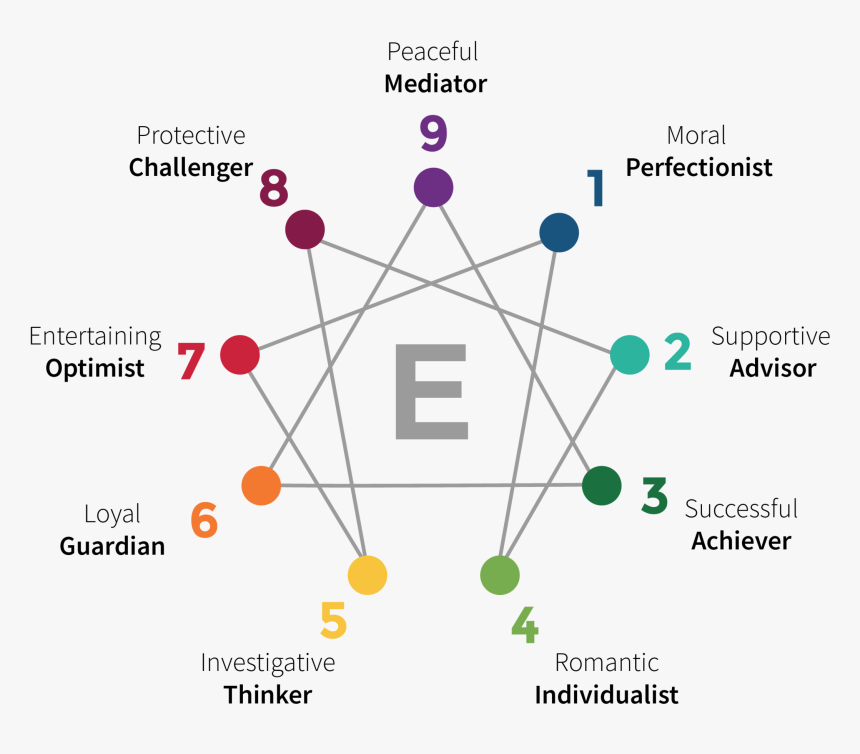 Peaceful
Mediator
9
Protective
Challenger
8
Moral
Perfectionist
1
Entertaining
Optimist
7
Supportive
Advisor
2
E
Loyal
Guardian
6
Successful
Achiever
3
5
Investigative
Thinker
4
Romantic
Individualist